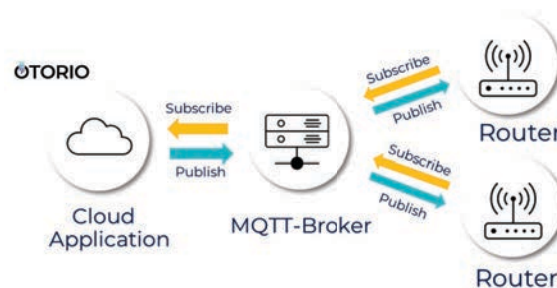 OTORIO
Subscribe
Publish
Cloud
Application
MQTT-Broker
Subscribe
Publish
Router
Subscribe
Publish
Router